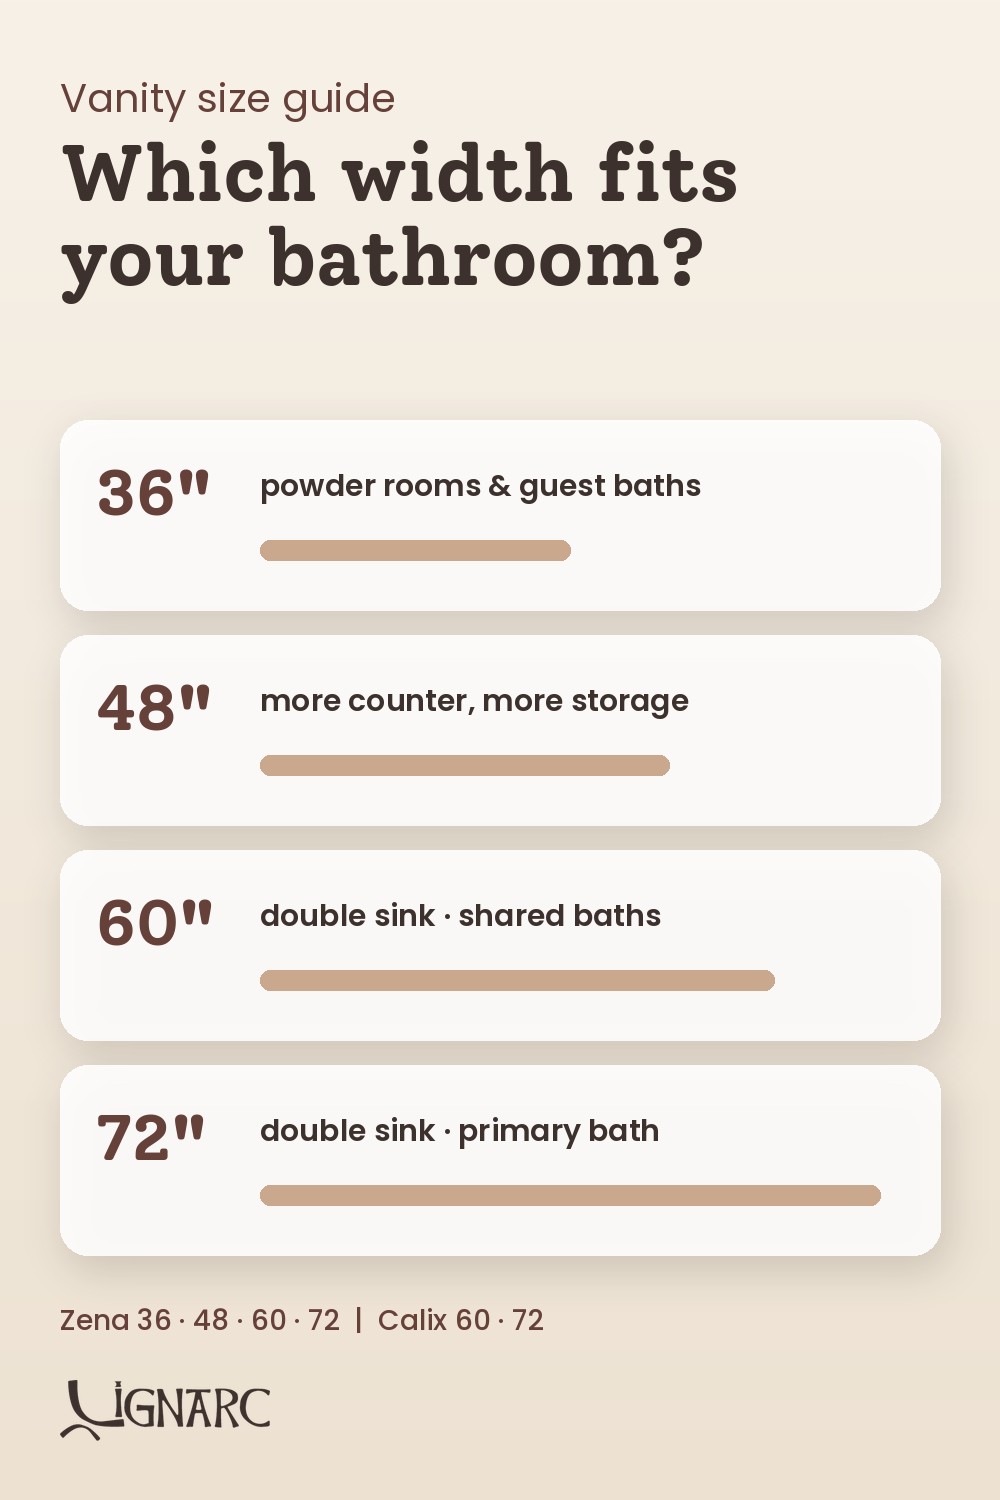 Vanity size guide
Which width fits
your bathroom?
36"
powder rooms & guest baths
48"
more counter, more storage
60"
double sink · shared baths
72"
double sink · primary bath
Zena 36 · 48 · 60 · 72 | Calix 60 · 72
LIGNARC